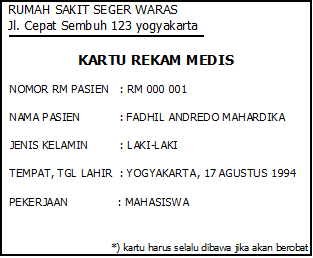 RUMAH SAKIT SEGER WARAS
Jl. Cepat Sembuh 123 yogyakarta
KARTU REKAM MEDIS
NOMOR RM PASIEN : RM 000 001
NAMA PASIEN : FADHIL ANDREDO MAHARDIKA
JENIS KELAMIN : LAKI-LAKI
TEMPAT, TGL LAHIR : YOGYAKARTA, 17 AGUSTUS 1994
PEKERJAAN : MAHASISWA
*) kartu harus selalu dibawa jika akan berobat